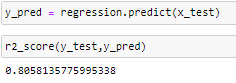 y_pred = regression.predict(x_test)
r2_score(y_test,y_pred)
0.8058135775995338